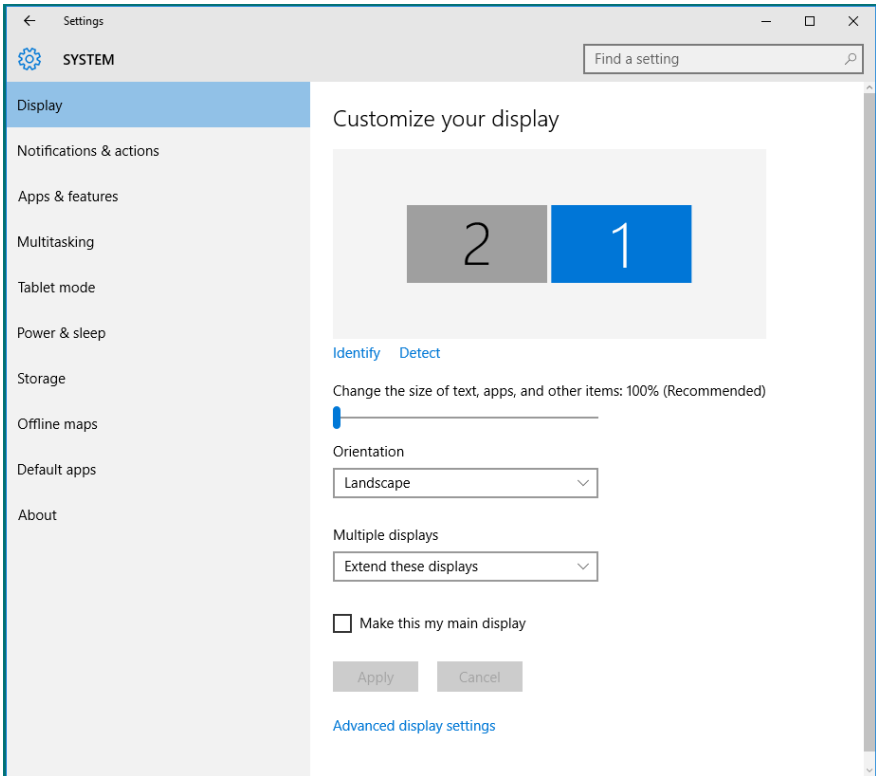 Settings
SYSTEM
Find a setting
Display
Notifications & actions
Apps & features
Multitasking
Tablet mode
Power & sleep
Storage
Offline maps
Default apps
About
Customize your display
2 1
Identify Detect
Change the size of text, apps, and other items: 100% (Recommended)
Orientation
Landscape
Multiple displays
Extend these displays
Make this my main display
Apply Cancel
Advanced display settings